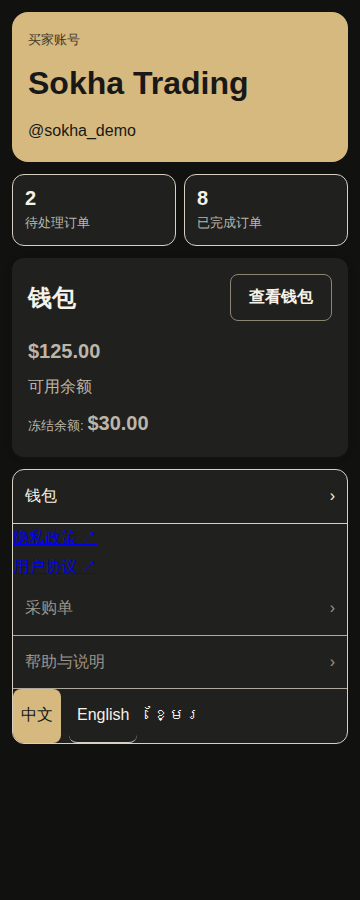 买家账号
Sokha Trading
@sokha_demo
2
待处理订单
8
已完成订单
钱包
查看钱包
$125.00
可用余额
冻结余额: $30.00
钱包 ›
隐私政策 ↗
用户协议 ↗
采购单 ›
帮助与说明 ›
中文 English ខ្មែរ